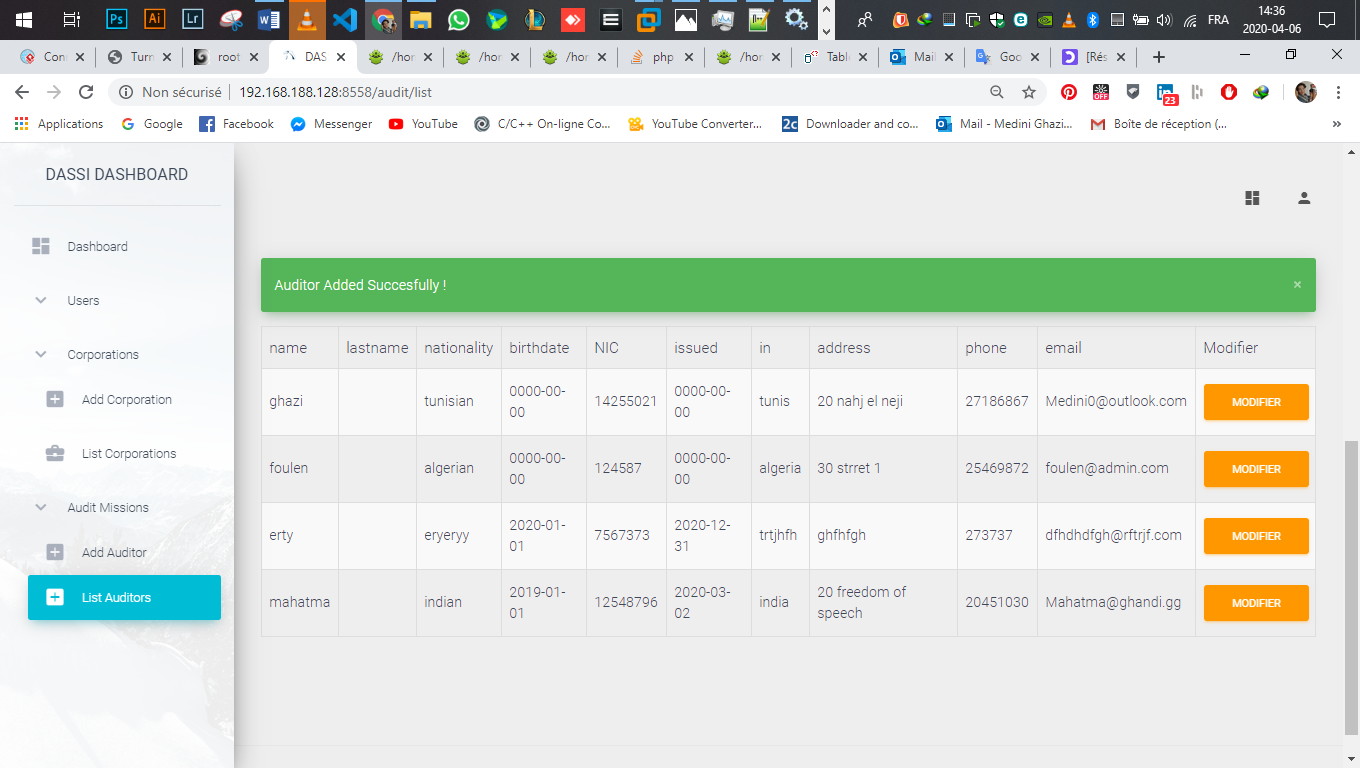 Ps Ai Lr
FRA
14:36
2020-04-06
Con
Turn
root
DAS
/hor
/hor
/hor
php
/hor
Table
Mail
Goo
[Rés
Non sécurisé 192.168.188.128:8558/audit/list
OFF
23
Applications Google Facebook Messenger YouTube C/C++ On-ligne Co... YouTube Converter... 2c Downloader and co... Mail - Medini Ghazi... Boîte de réception (... »
DASSI DASHBOARD
Dashboard
Users
Corporations
Add Corporation
List Corporations
Audit Missions
Add Auditor
List Auditors
Auditor Added Succesfully ! ×
name lastname nationality birthdate NIC issued in address phone email Modifier
ghazi tunisian 0000-00-00 14255021 0000-00-00 tunis 20 nahj el neji 27186867 Medini0@outlook.com MODIFIER
foulen algerian 0000-00-00 124587 0000-00-00 algeria 30 strret 1 25469872 foulen@admin.com MODIFIER
erty eryeryy 2020-01-01 7567373 2020-12-31 trtjhfh ghfhfgh 273737 dfhdhdfgh@rftrjf.com MODIFIER
mahatma indian 2019-01-01 12548796 2020-03-02 india 20 freedom of speech 20451030 Mahatma@ghandi.gg MODIFIER